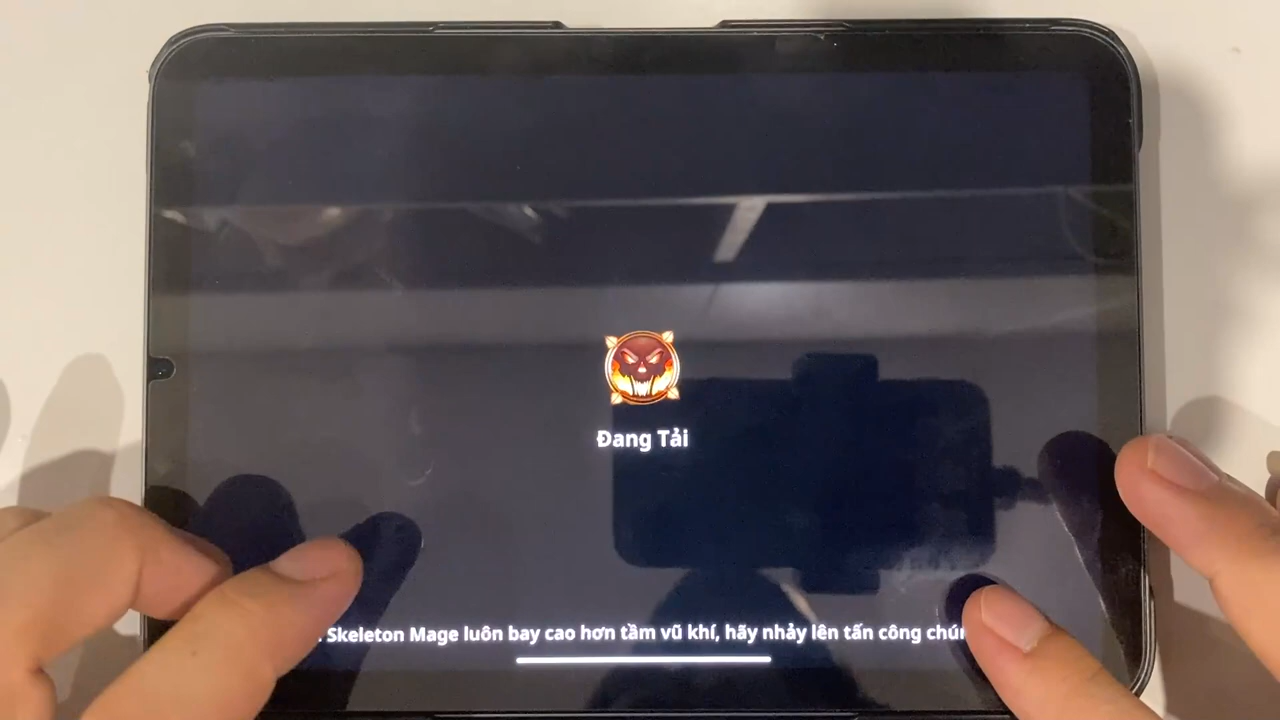 Đang Tải
Skeleton Mage luôn bay cao hơn tầm vũ khí, hãy nhảy lên tấn công